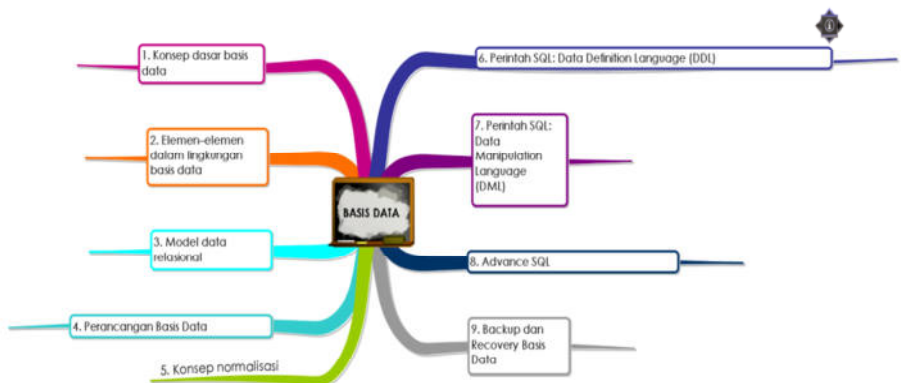 1. Konsep dasar basis
data
2. Elemen-elemen
dalam lingkungan
basis data
3. Model data
relasional
4. Perancangan Basis Data
5. Konsep normalisasi
BASIS DATA
6. Perintah SQL: Data Definition Language (DDL)
7. Perintah SQL:
Data
Manipulation
Language
(DML)
8. Advance SQL
9. Backup dan
Recovery Basis
Data